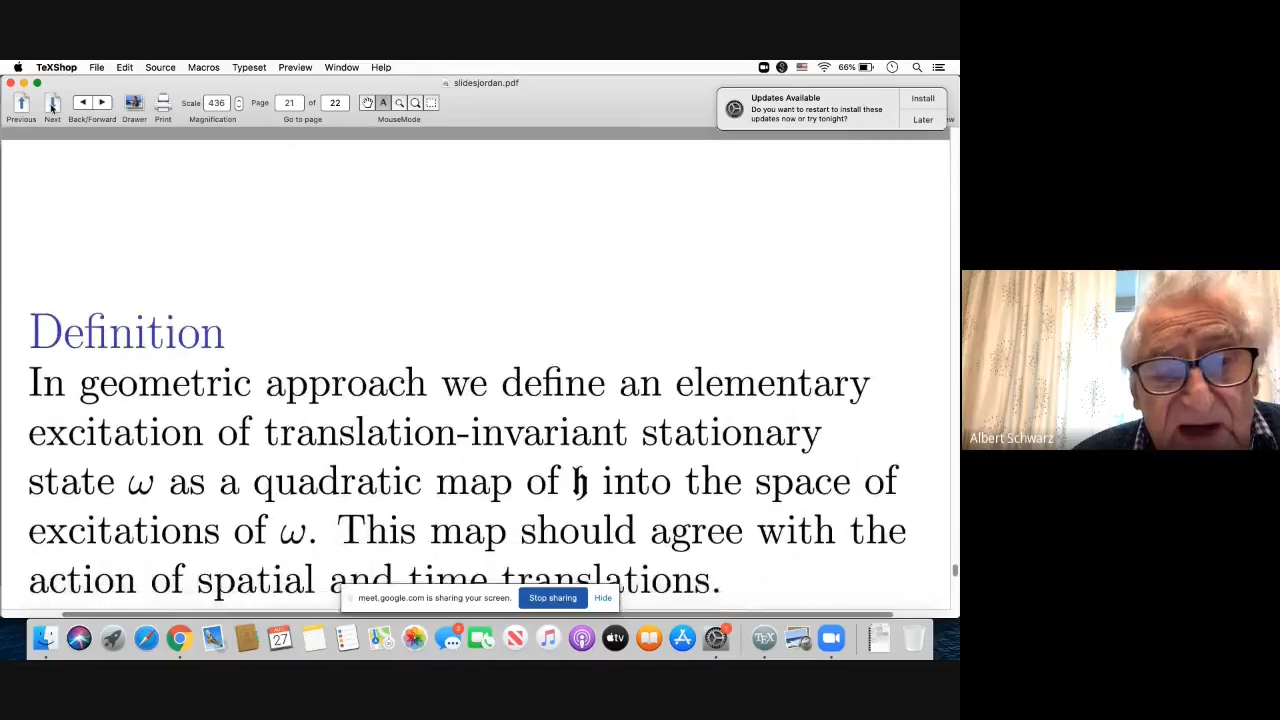 TeXShop File Edit Source Macros Typeset Preview Window Help 66%
slidesjordan.pdf
Scale 436 Page 21 of 22
Previous Next Back/Forward Drawer Print Magnification Go to page MouseMode
Updates Available Install
Do you want to restart to install these
updates now or try tonight? Later
Definition
In geometric approach we define an elementary
excitation of translation-invariant stationary
state ω as a quadratic map of 𝔥 into the space of
excitations of ω. This map should agree with the
action of spatial and time translations.
meet.google.com is sharing your screen. Stop sharing Hide
Albert Schwarz